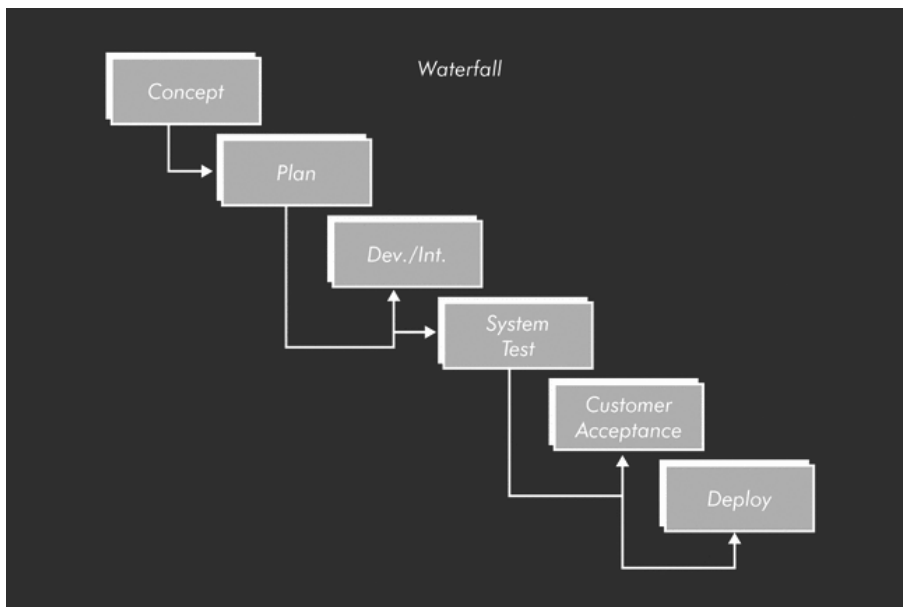 Waterfall
Concept
Plan
Dev./Int.
System
Test
Customer
Acceptance
Deploy